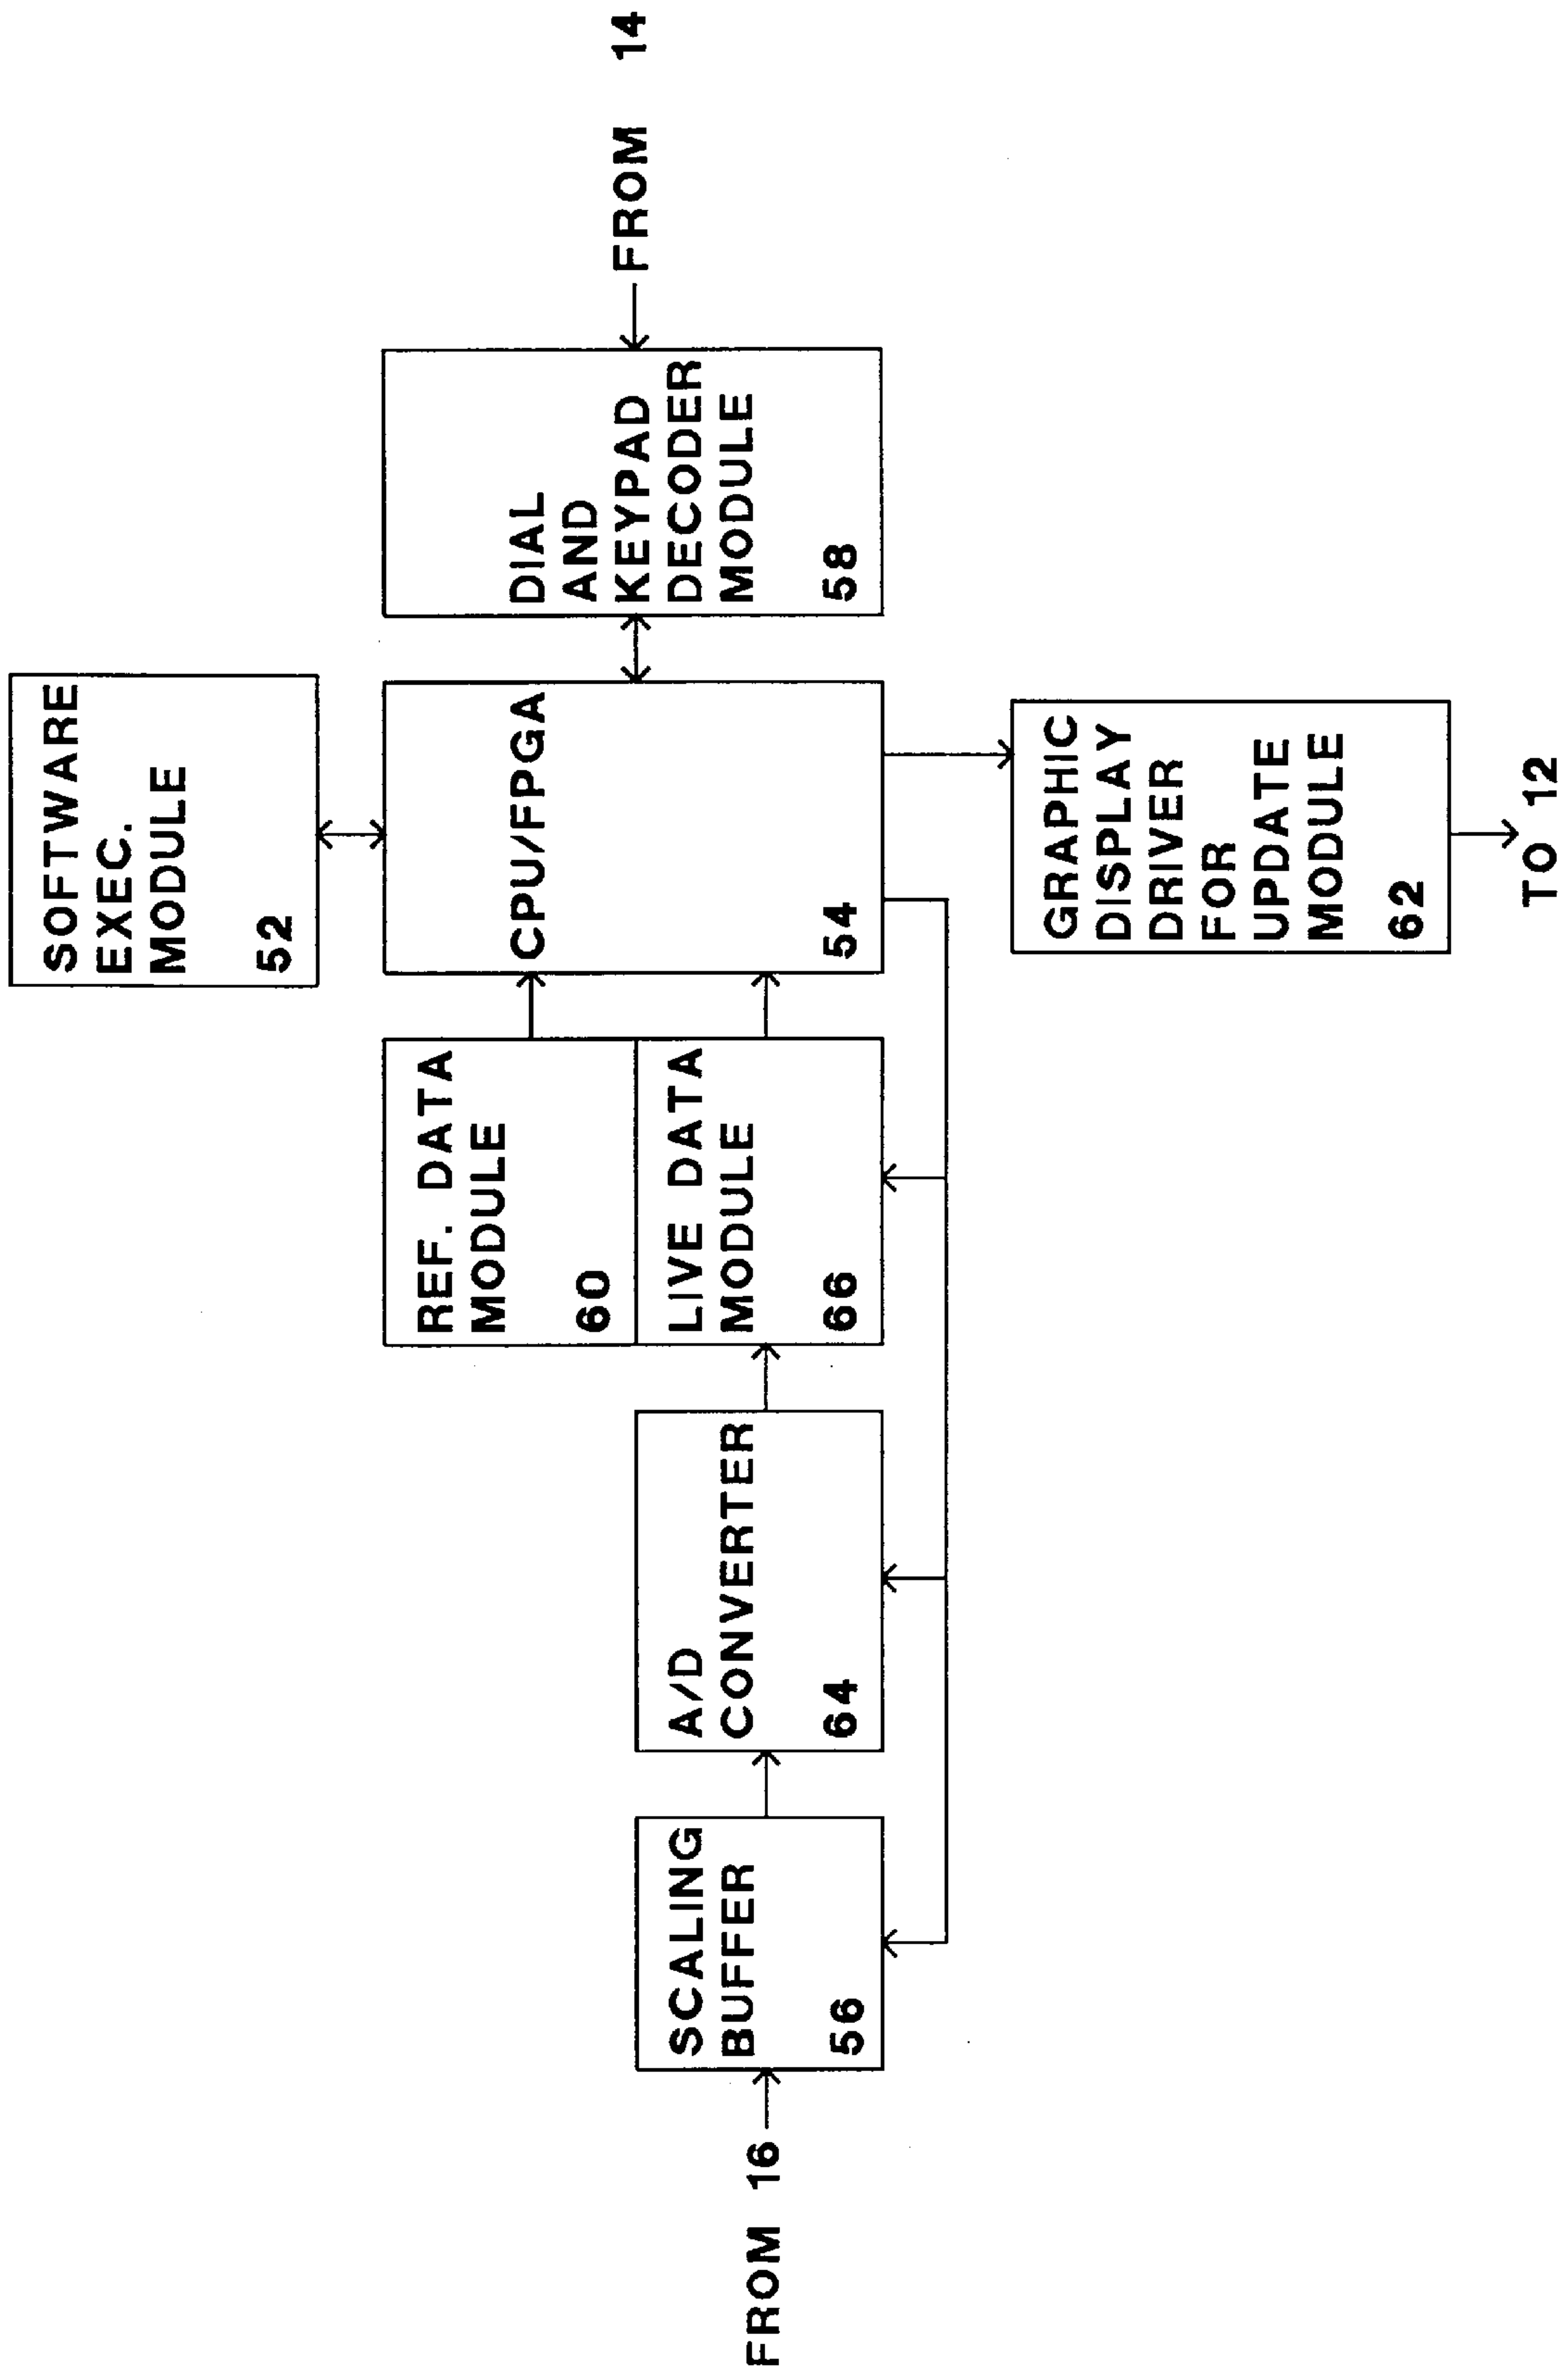 SOFTWARE
EXEC.
MODULE
52
REF. DATA
MODULE
60
CPU/FPGA
54
DIAL
AND
KEYPAD
DECODER
MODULE
58
FROM 14
FROM 16
SCALING
BUFFER
56
A/D
CONVERTER
64
LIVE DATA
MODULE
66
GRAPHIC
DISPLAY
DRIVER
FOR
UPDATE
MODULE
62
TO 12